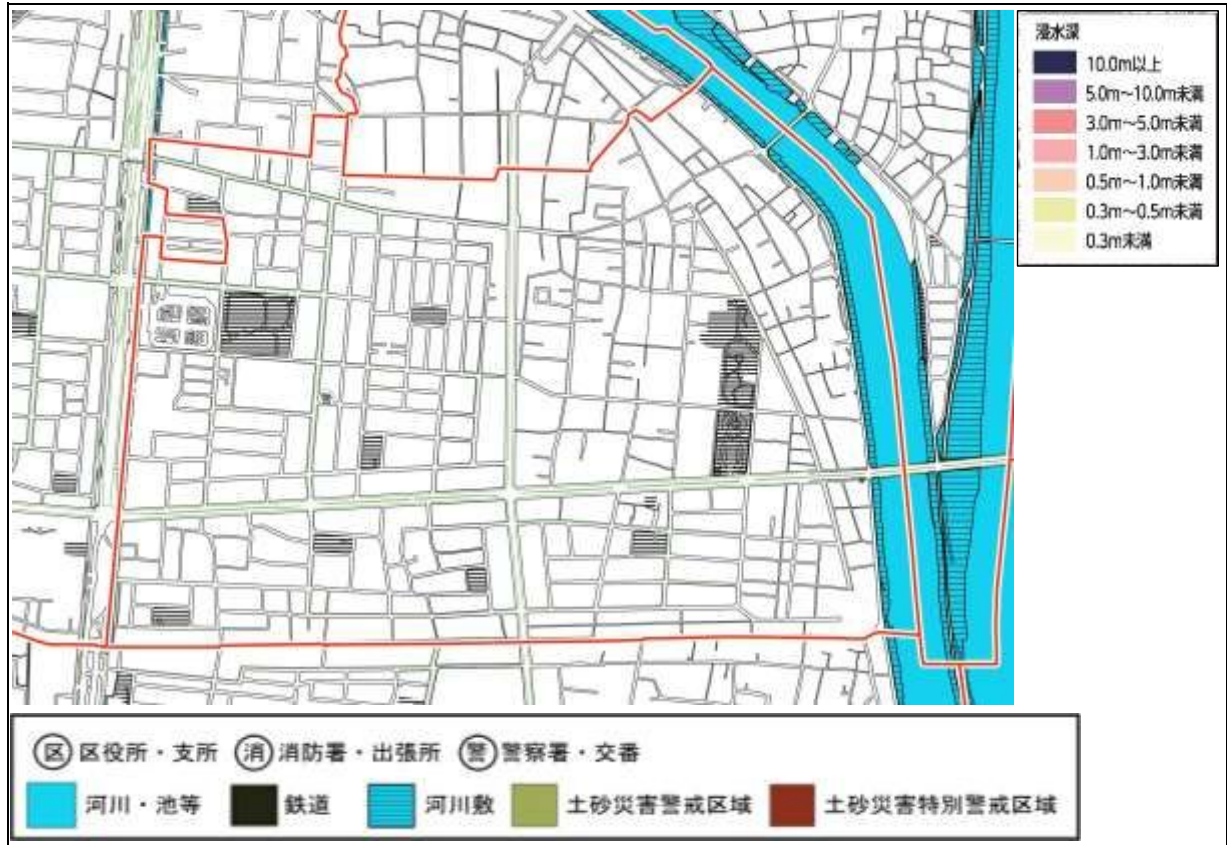 浸水深
10.0m以上
5.0m〜10.0m未満
3.0m〜5.0m未満
1.0m〜3.0m未満
0.5m〜1.0m未満
0.3m〜0.5m未満
0.3m未満
区 区役所・支所 消 消防署・出張所 警 警察署・交番
河川・池等 鉄道 河川敷 土砂災害警戒区域 土砂災害特別警戒区域